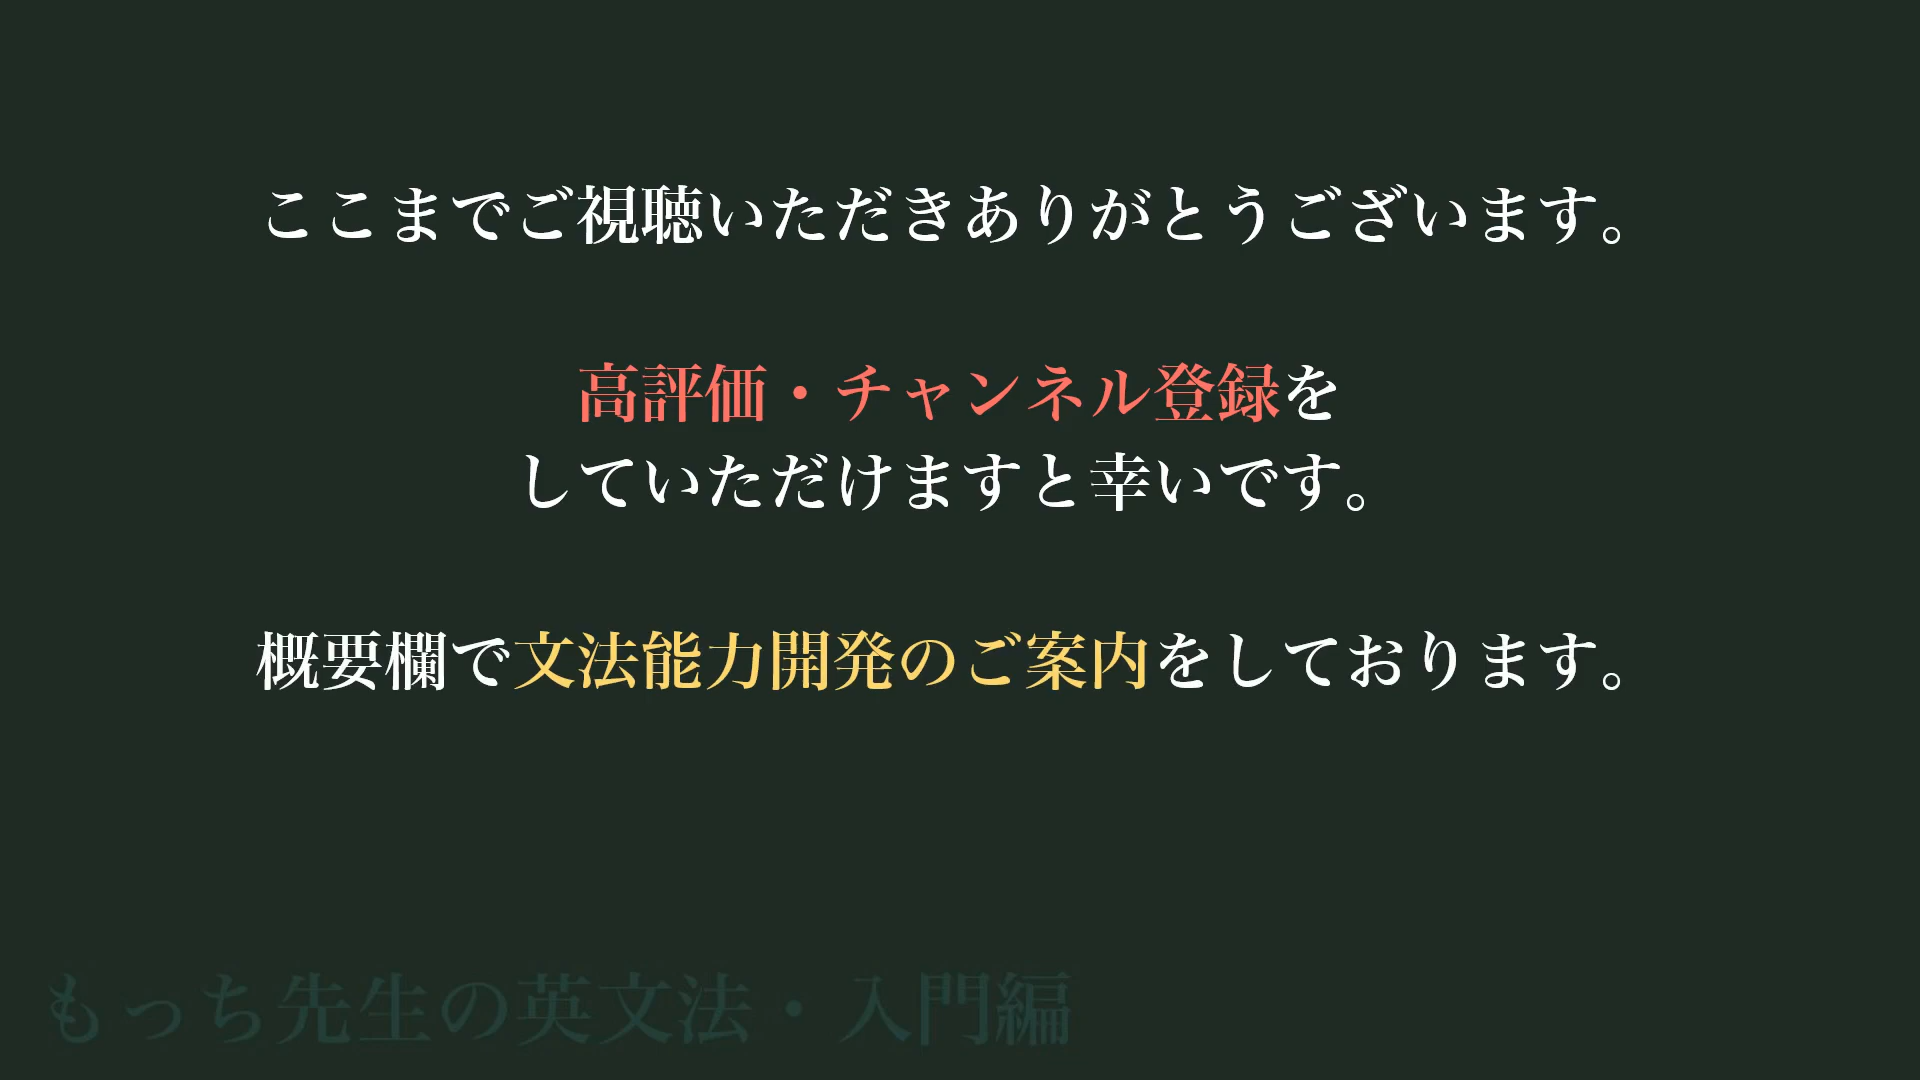 ここまでご視聴いただきありがとうございます。
高評価・チャンネル登録を
していただけますと幸いです。
概要欄で文法能力開発のご案内をしております。
もっち先生の英文法・入門編